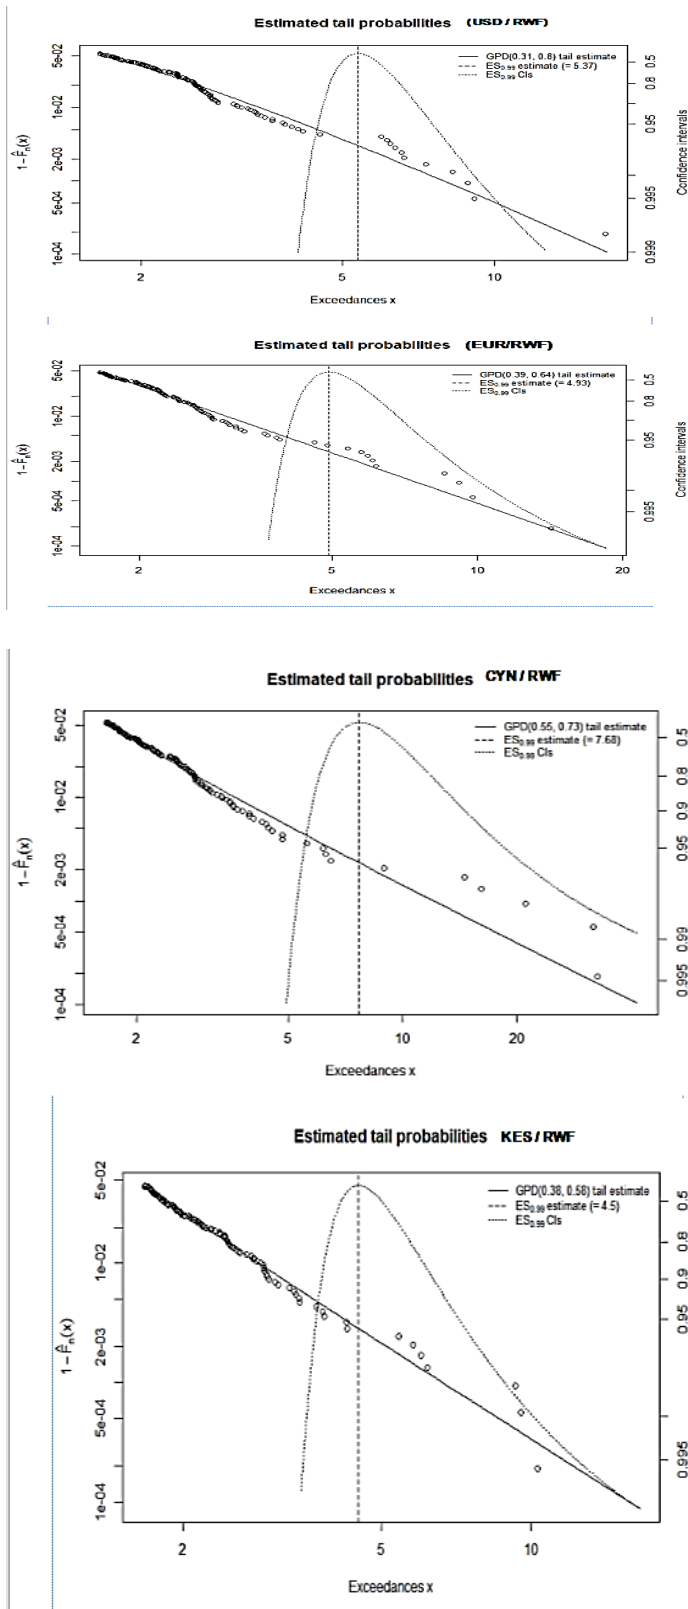 Estimated tail probabilities (USD / RWF)
GPD(0.31, 0.8) tail estimate
ES0.99 estimate (= 5.37)
ES0.99 CIs
1 − F̂n(x)
5e-02
1e-02
2e-03
5e-04
1e-04
0.5
0.8
0.95
0.995
0.999
Confidence intervals
2 5 10
Exceedances x
Estimated tail probabilities (EUR/RWF)
GPD(0.39, 0.64) tail estimate
ES0.99 estimate (= 4.93)
ES0.99 CIs
1 − F̂n(x)
5e-02
1e-02
2e-03
5e-04
1e-04
0.5
0.8
0.95
0.995
Confidence intervals
2 5 10 20
Exceedances x
Estimated tail probabilities CYN / RWF
GPD(0.55, 0.73) tail estimate
ES0.99 estimate (= 7.68)
ES0.99 CIs
1 − F̂n(x)
5e-02
1e-02
2e-03
5e-04
1e-04
0.5
0.8
0.9
0.95
0.99
0.995
2 5 10 20
Exceedances x
Estimated tail probabilities KES / RWF
GPD(0.38, 0.58) tail estimate
ES0.99 estimate (= 4.5)
ES0.99 CIs
1 − F̂n(x)
5e-02
1e-02
2e-03
5e-04
1e-04
0.5
0.8
0.9
0.95
0.995
2 5 10
Exceedances x